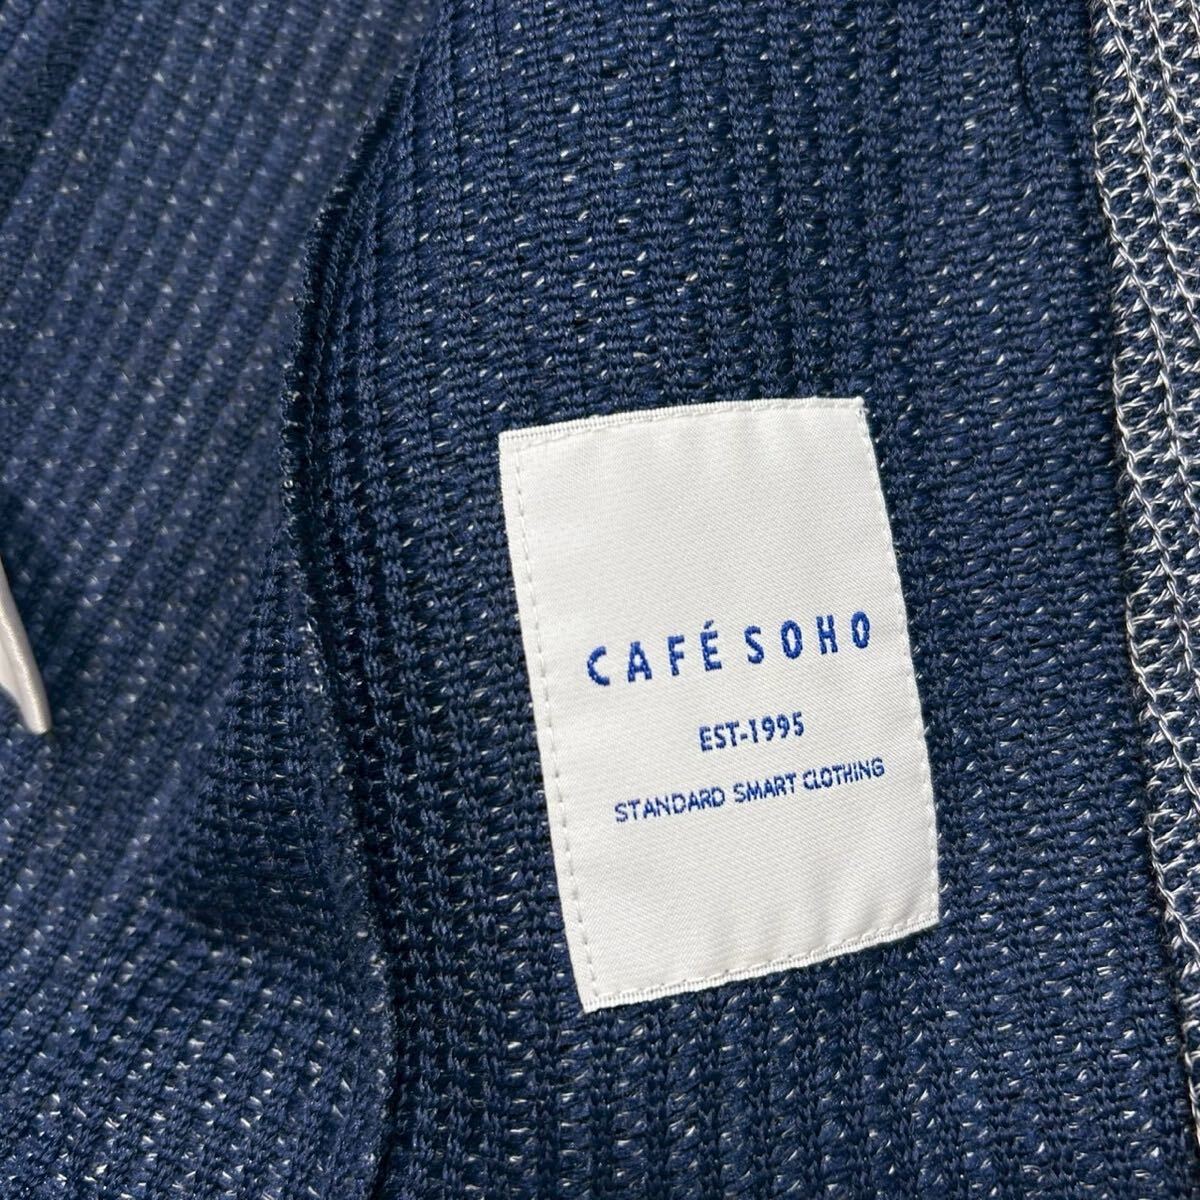 CAFÉ SOHO
EST-1995
STANDARD SMART CLOTHING